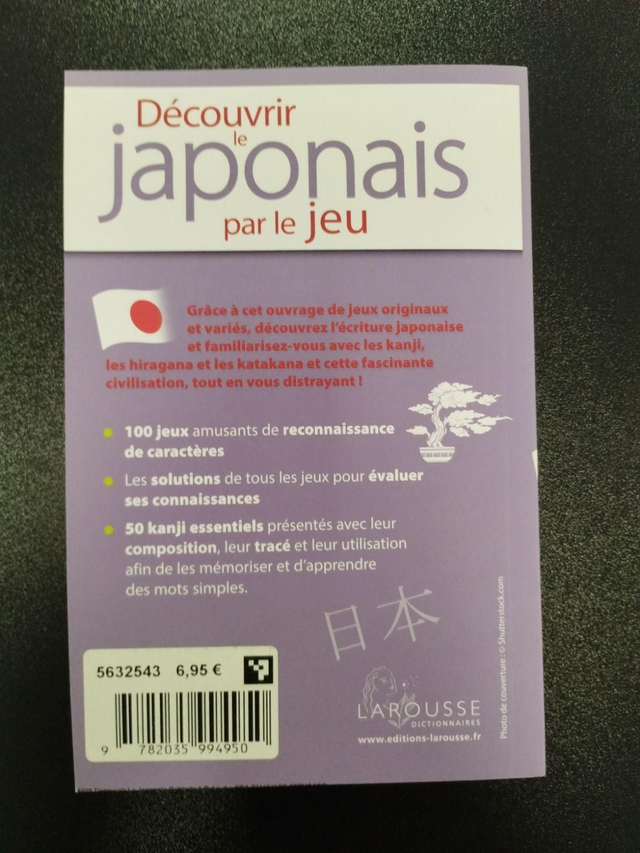 Découvrir
le
japonais
par le jeu
Grâce à cet ouvrage de jeux originaux
et variés, découvrez l'écriture japonaise
et familiarisez-vous avec les kanji,
les hiragana et les katakana et cette fascinante
civilisation, tout en vous distrayant !
100 jeux amusants de reconnaissance
de caractères
Les solutions de tous les jeux pour évaluer
ses connaissances
50 kanji essentiels présentés avec leur
composition, leur tracé et leur utilisation
afin de les mémoriser et d'apprendre
des mots simples.
日本
5632543 6,95 €
9 782035 994950
LAROUSSE
DICTIONNAIRES
www.editions-larousse.fr
Photo de couverture : © Shutterstock.com